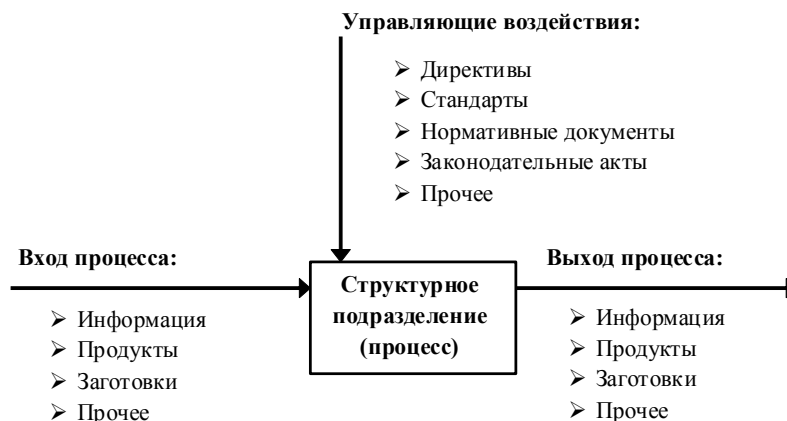 Управляющие воздействия:
➢ Директивы
➢ Стандарты
➢ Нормативные документы
➢ Законодательные акты
➢ Прочее
Вход процесса:
➢ Информация
➢ Продукты
➢ Заготовки
➢ Прочее
Структурное
подразделение
(процесс)
Выход процесса:
➢ Информация
➢ Продукты
➢ Заготовки
➢ Прочее